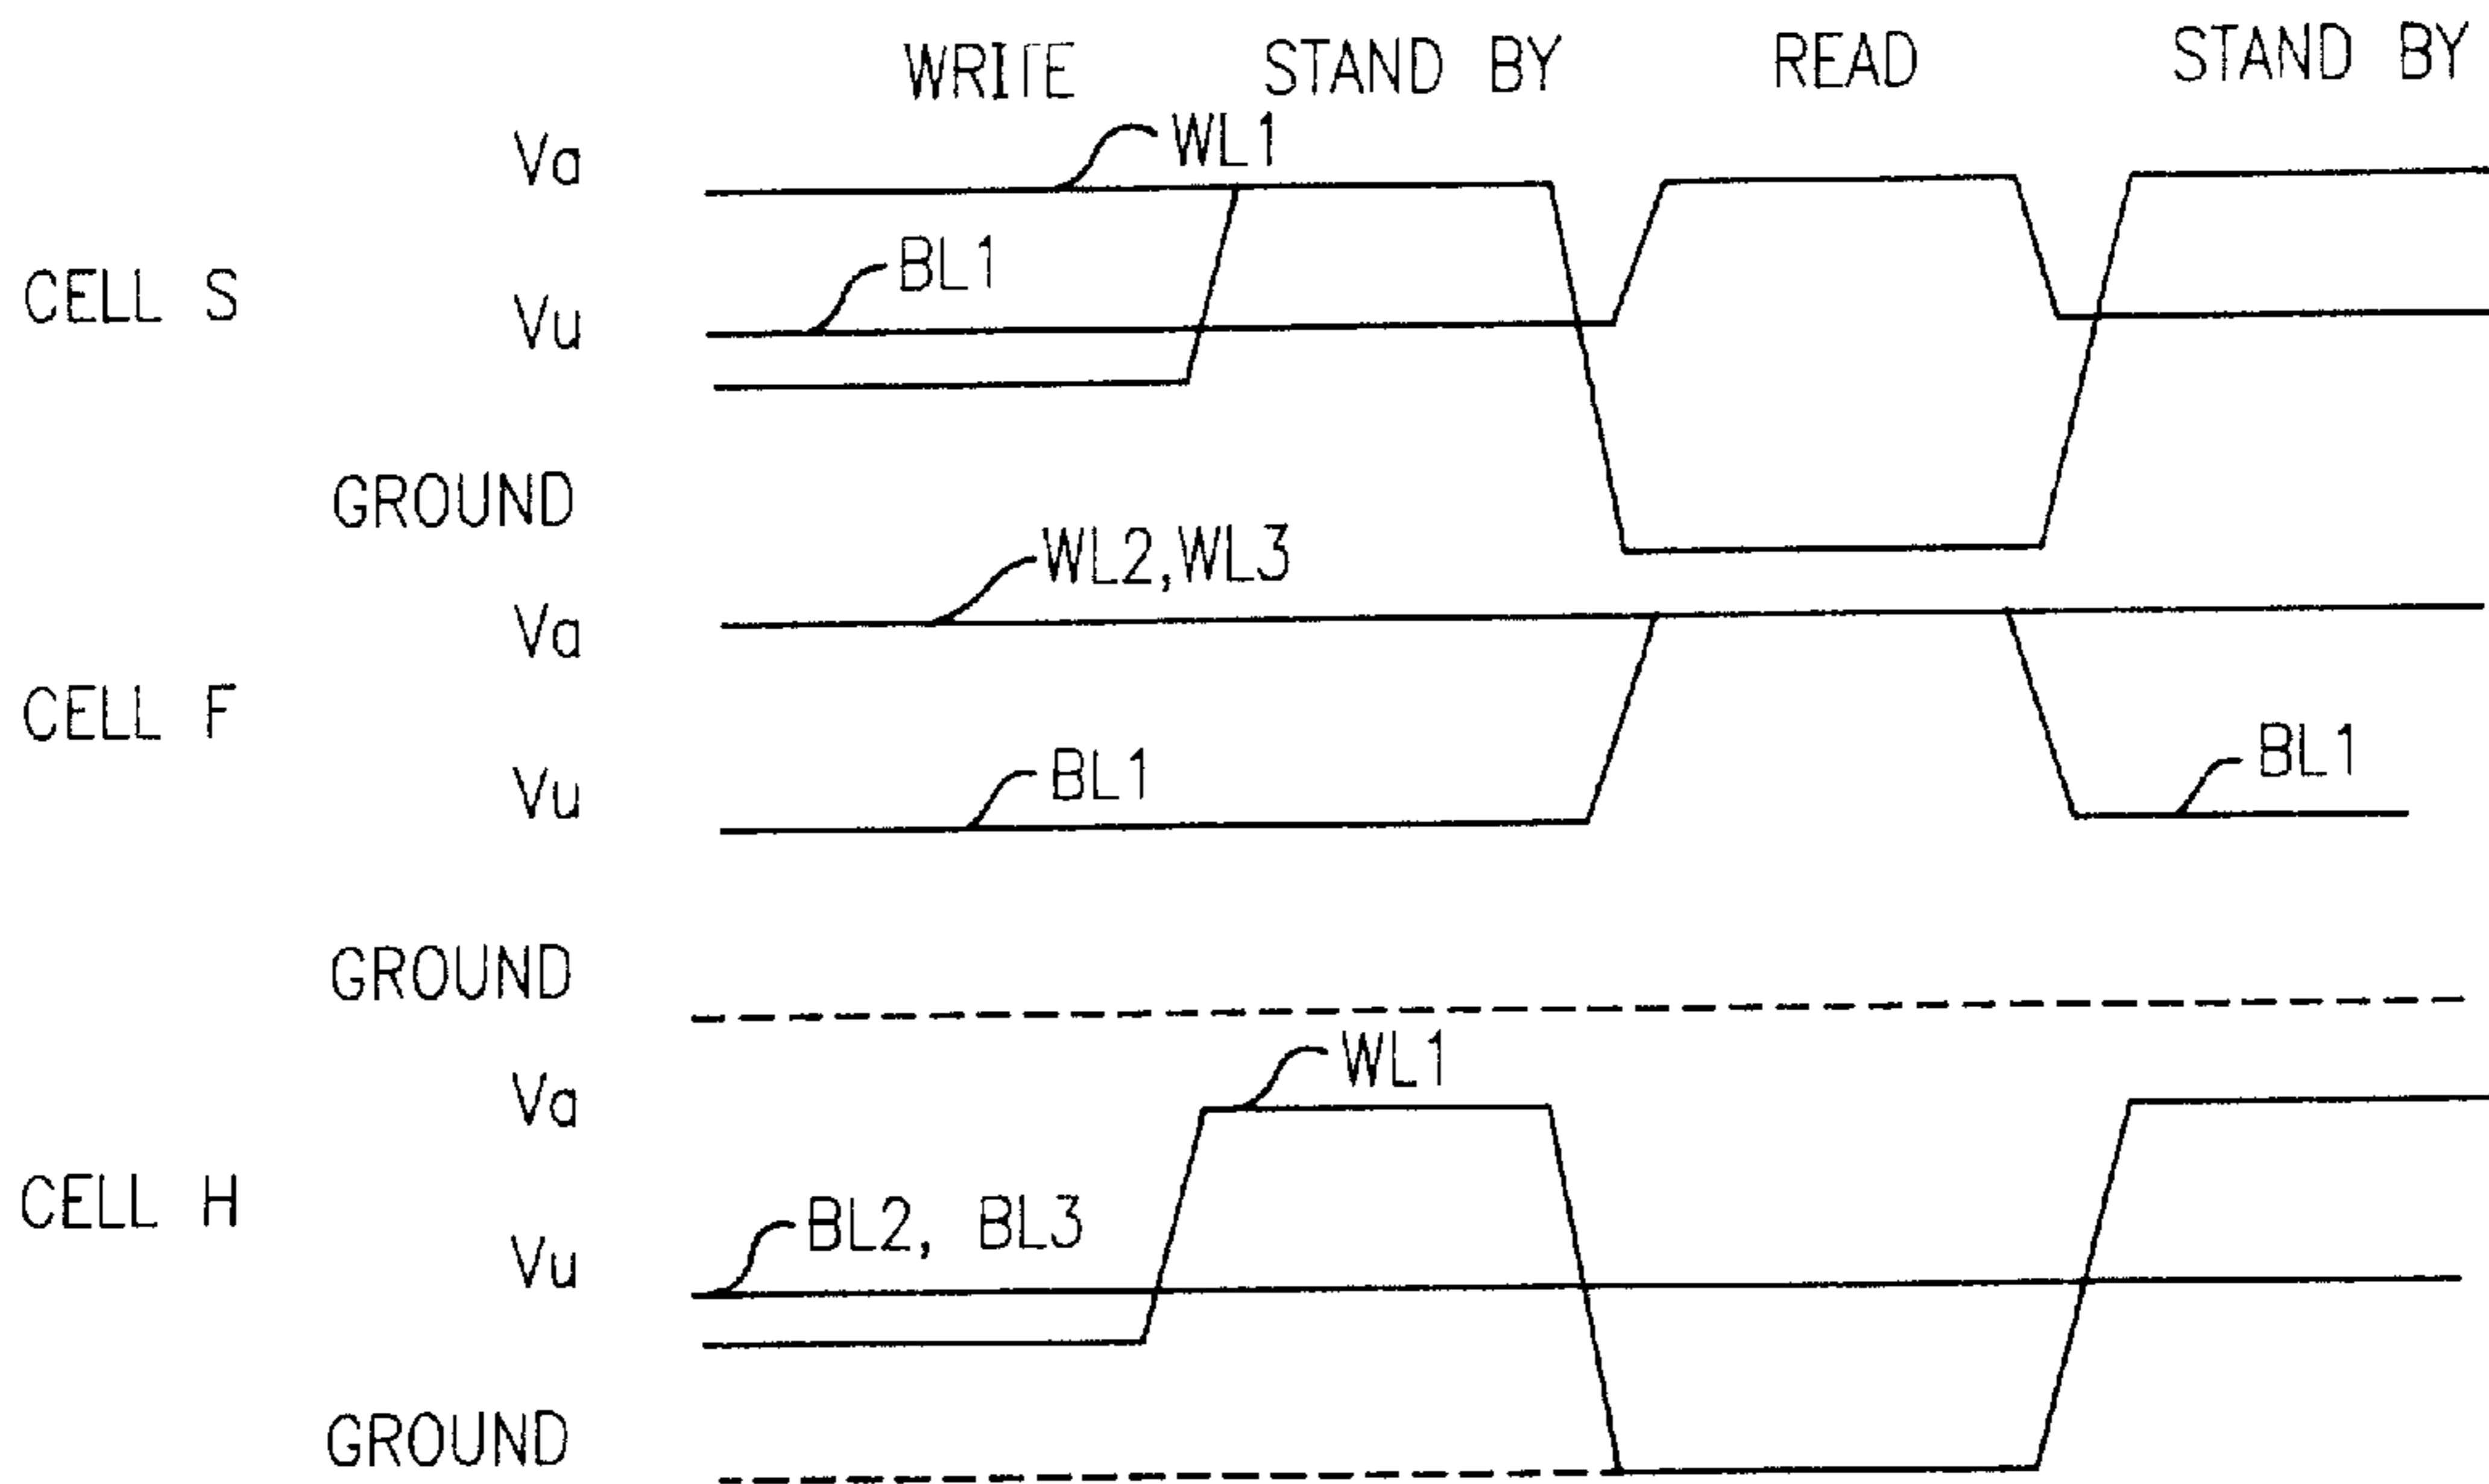 WRITE STAND BY READ STAND BY
Va WL1
BL1
CELL S Vu
GROUND
WL2,WL3
Va
CELL F
Vu BL1 BL1
GROUND
Va WL1
CELL H BL2, BL3
Vu
GROUND